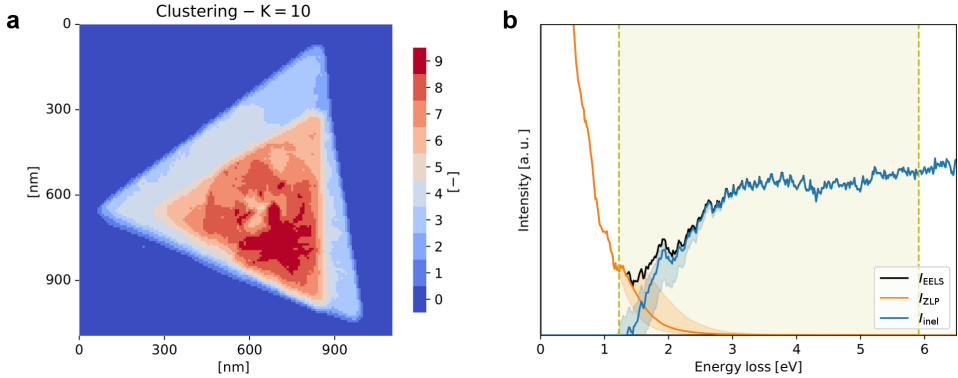 a
Clustering − K = 10
0
300
600
900
[nm]
0
300
600
900
[nm]
9
8
7
6
5
4
3
2
1
0
[−]
b
Intensity [a. u.]
0
1
2
3
4
5
6
Energy loss [eV]
I_EELS
I_ZLP
I_inel